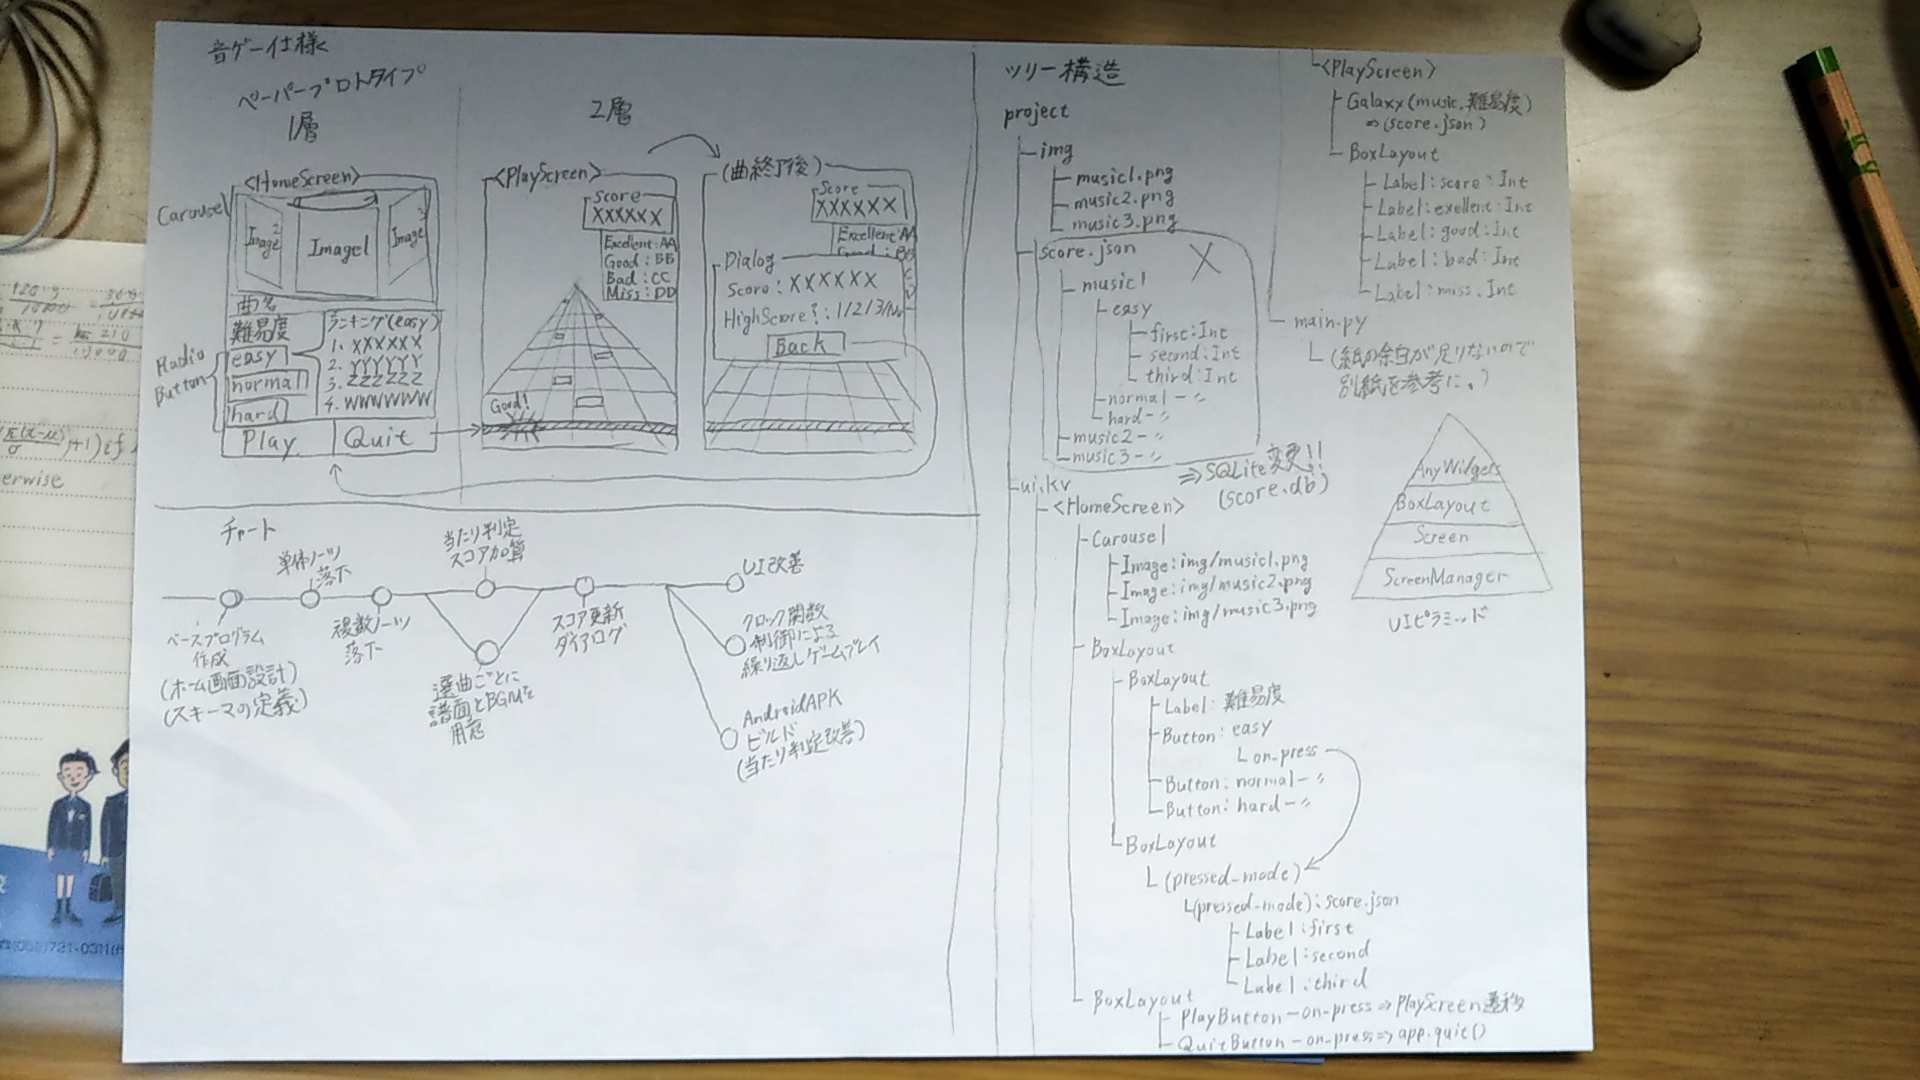 音ゲー仕様
ペーパープロトタイプ
1層
2層
<HomeScreen>
Carousel
Image2
Image1
Image3
曲名
難易度
Radio
Button
easy
normal
hard
ランキング(easy)
1. XXXXXX
2. YYYYYY
3. ZZZZZZ
4. WWWWWW
Play
Quit
<PlayScreen>
Score
XXXXXX
Excellent:AA
Good:BB
Bad:CC
Miss:DD
Good!
(曲終了後)
Score
XXXXXX
Excellent:AA
Good:BB
Dialog
Score:XXXXXX
HighScore?:1/2/3/No
Back
チャート
ベースプログラム
作成
(ホーム画面設計)
(スキーマの定義)
単体ノーツ
落下
複数ノーツ
落下
当たり判定
スコア加算
選曲ごとに
譜面とBGMを
用意
スコア更新
ダイアログ
UI改善
クロック関数
制御による
繰り返しゲームプレイ
AndroidAPK
ビルド
(当たり判定改善)
ツリー構造
project
img
music1.png
music2.png
music3.png
score.json
X
music1
easy
first:Int
second:Int
third:Int
normal-〃
hard-〃
music2-〃
music3-〃
⇒SQLite変更!!
(score.db)
ui.kv
<HomeScreen>
Carousel
Image:img/music1.png
Image:img/music2.png
Image:img/music3.png
BoxLayout
BoxLayout
Label:難易度
Button:easy
on_press
Button:normal-〃
Button:hard-〃
BoxLayout
(pressed-mode)
(pressed-mode):score.json
Label:first
Label:second
Label:third
BoxLayout
PlayButton-on-press⇒PlayScreen遷移
QuitButton-on-press⇒app.quit()
<PlayScreen>
Galaxy(music,難易度)
⇒(score.json)
BoxLayout
Label:score:Int
Label:exellent:Int
Label:good:Int
Label:bad:Int
Label:miss.Int
main.py
(紙の余白が足りないので
別紙を参考に。)
AnyWidgets
BoxLayout
Screen
ScreenManager
UIピラミッド
erwise